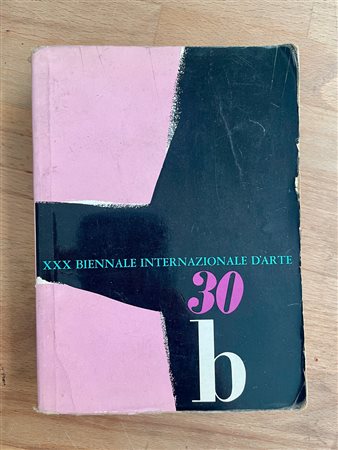 XXX BIENNALE INTERNAZIONALE D'ARTE
30
b